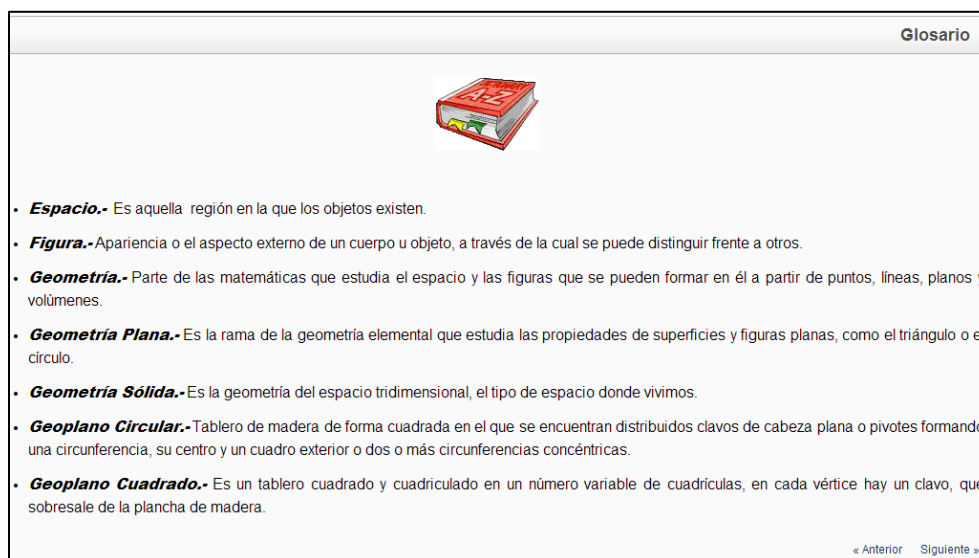 Glosario
DICTIONARY
A-Z
• Espacio.- Es aquella región en la que los objetos existen.
• Figura.- Apariencia o el aspecto externo de un cuerpo u objeto, a través de la cual se puede distinguir frente a otros.
• Geometría.- Parte de las matemáticas que estudia el espacio y las figuras que se pueden formar en él a partir de puntos, líneas, planos y
volúmenes.
• Geometría Plana.- Es la rama de la geometría elemental que estudia las propiedades de superficies y figuras planas, como el triángulo o el
círculo.
• Geometría Sólida.- Es la geometría del espacio tridimensional, el tipo de espacio donde vivimos.
• Geoplano Circular.- Tablero de madera de forma cuadrada en el que se encuentran distribuidos clavos de cabeza plana o pivotes formando
una circunferencia, su centro y un cuadro exterior o dos o más circunferencias concéntricas.
• Geoplano Cuadrado.- Es un tablero cuadrado y cuadriculado en un número variable de cuadrículas, en cada vértice hay un clavo, que
sobresale de la plancha de madera.
« Anterior Siguiente »